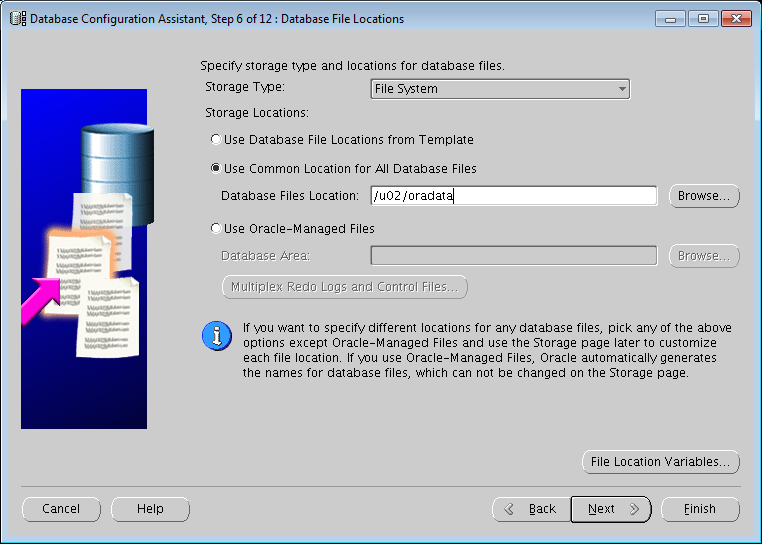 Database Configuration Assistant, Step 6 of 12 : Database File Locations
Specify storage type and locations for database files.
Storage Type: File System
Storage Locations:
Use Database File Locations from Template
Use Common Location for All Database Files
Database Files Location: /u02/oradata Browse...
Use Oracle-Managed Files
Database Area: Browse...
Multiplex Redo Logs and Control Files...
If you want to specify different locations for any database files, pick any of the above
options except Oracle-Managed Files and use the Storage page later to customize
each file location. If you use Oracle-Managed Files, Oracle automatically generates
the names for database files, which can not be changed on the Storage page.
File Location Variables...
Cancel Help Back Next Finish